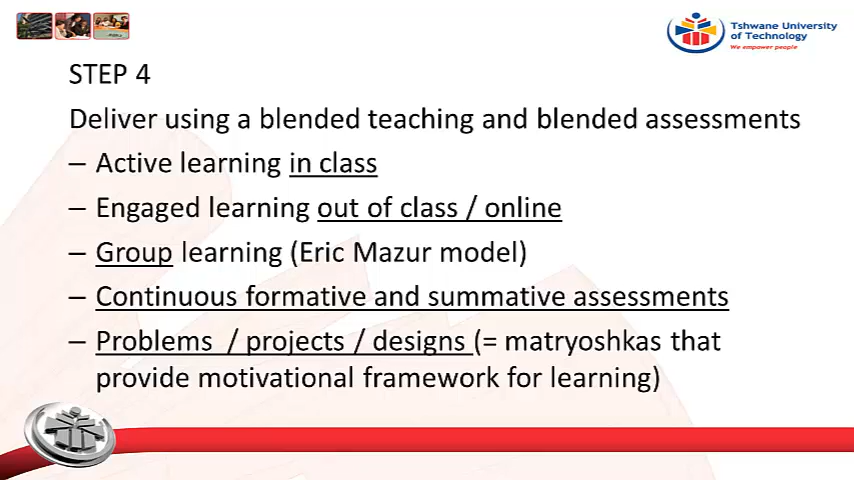 Tshwane University
of Technology
We empower people
STEP 4
Deliver using a blended teaching and blended assessments
– Active learning in class
– Engaged learning out of class / online
– Group learning (Eric Mazur model)
– Continuous formative and summative assessments
– Problems / projects / designs (= matryoshkas that
provide motivational framework for learning)